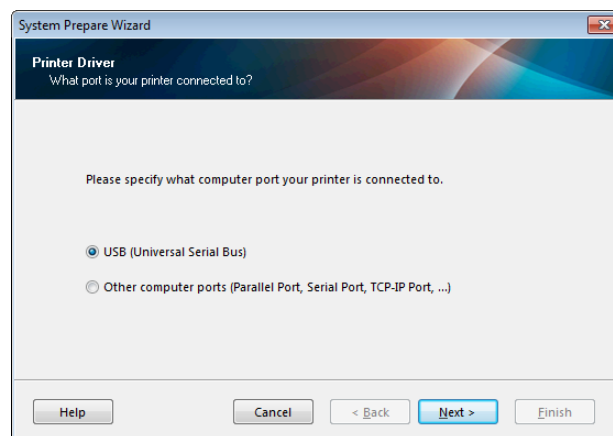 System Prepare Wizard
Printer Driver
What port is your printer connected to?
Please specify what computer port your printer is connected to.
USB (Universal Serial Bus)
Other computer ports (Parallel Port, Serial Port, TCP-IP Port, ...)
Help
Cancel
< Back
Next >
Finish